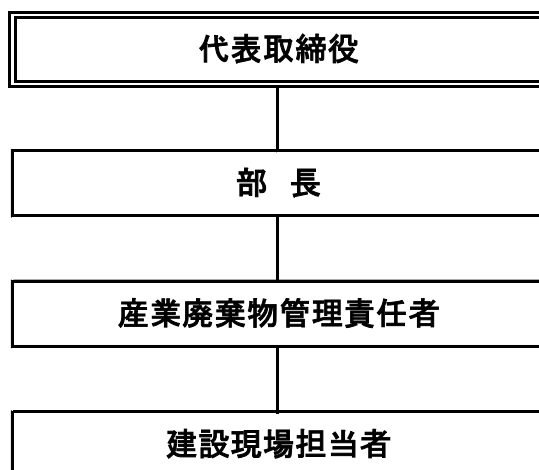 代表取締役
部 長
産業廃棄物管理責任者
建設現場担当者